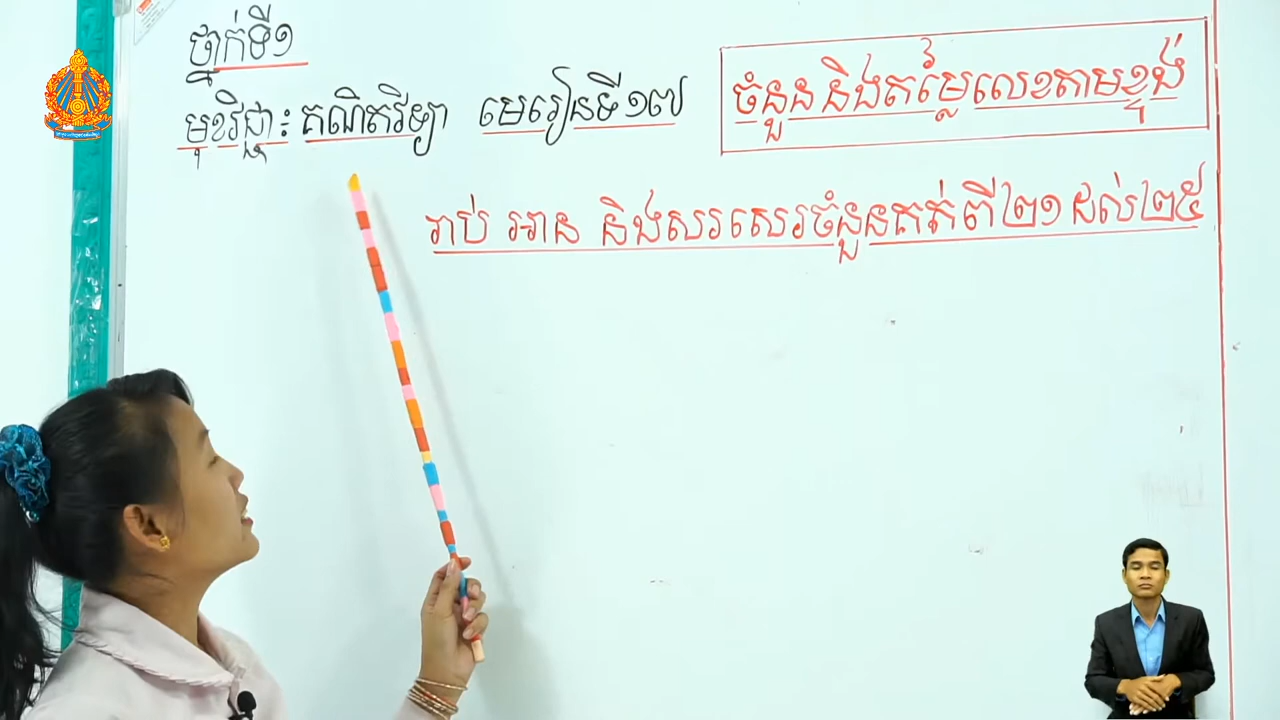 ថ្នាក់ទី១
មុខវិជ្ជា៖ គណិតវិទ្យា មេរៀនទី១៧
ចំនួន និងតម្លៃលេខតាមខ្ទង់
រាប់ អាន និងសរសេរចំនួនគត់ពី២១ ដល់២៥